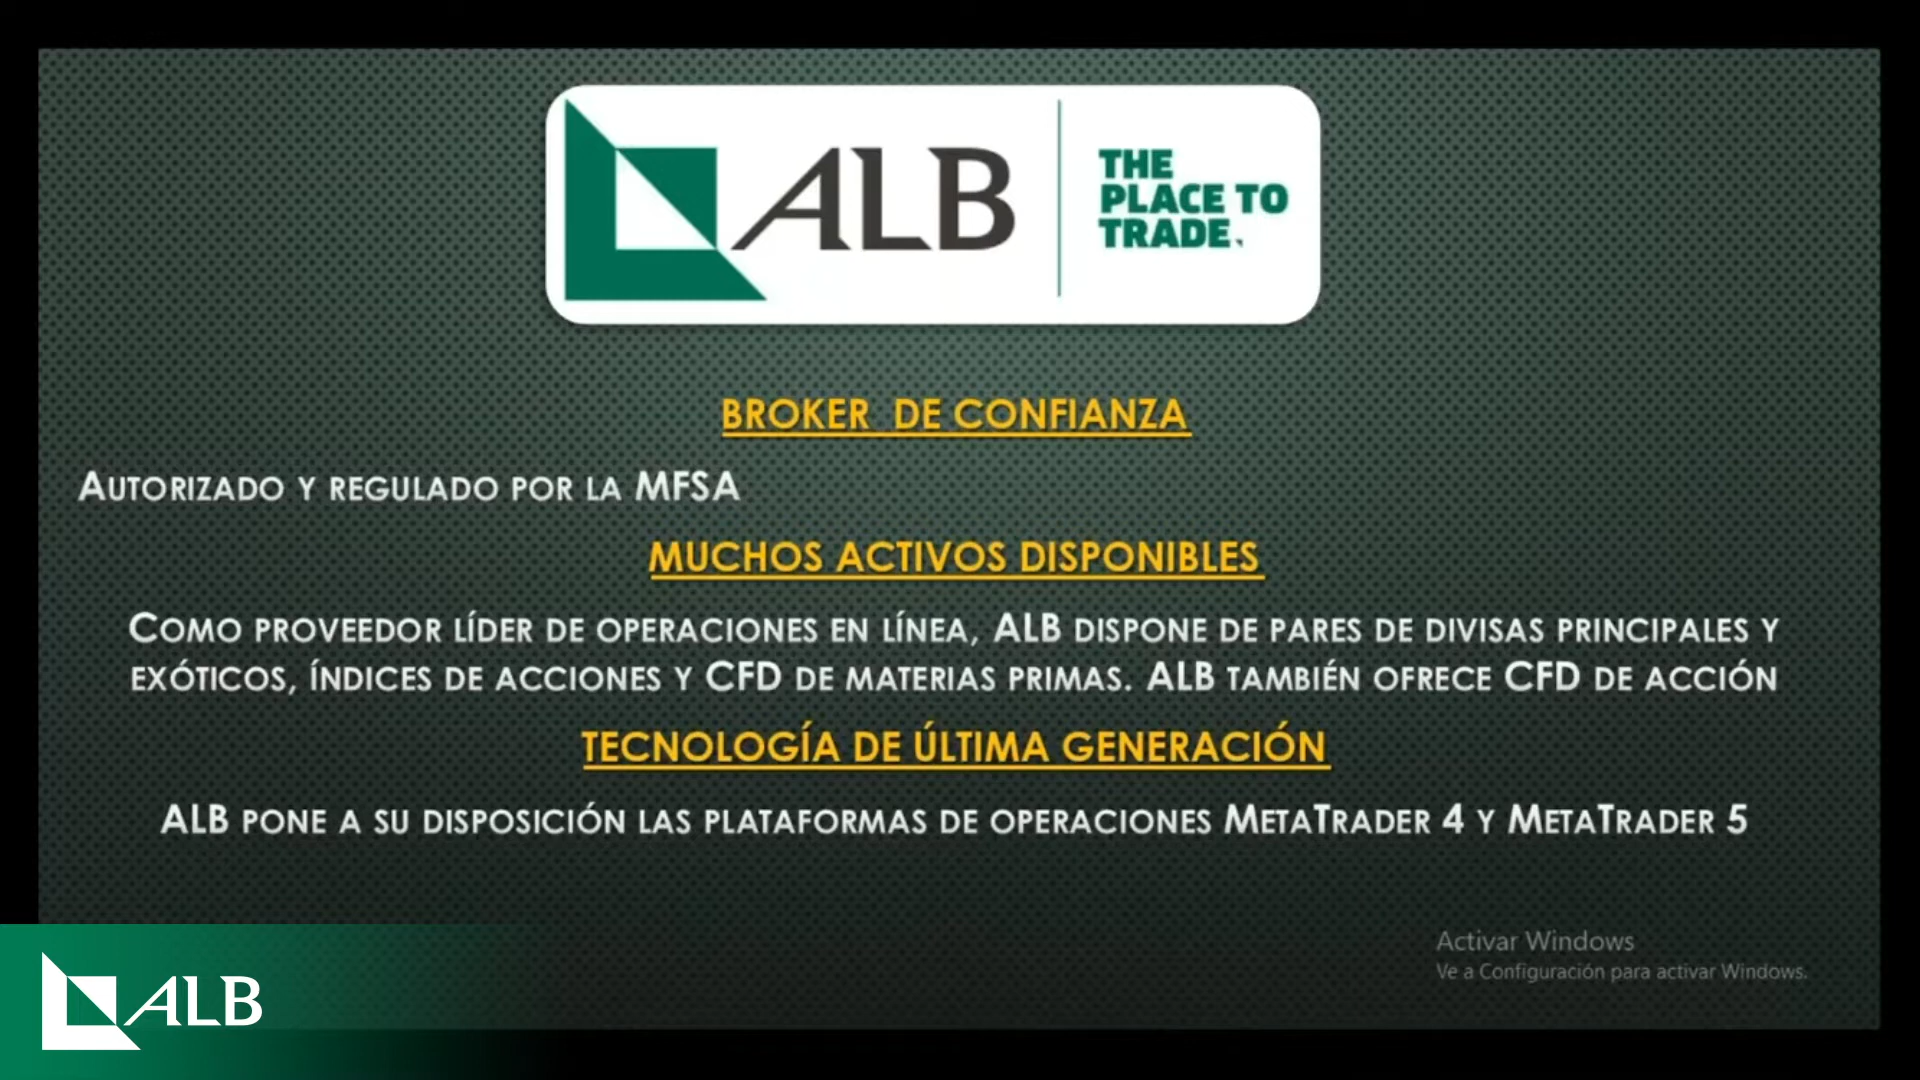 ALB
THE
PLACE TO
TRADE.
BROKER DE CONFIANZA
AUTORIZADO Y REGULADO POR LA MFSA
MUCHOS ACTIVOS DISPONIBLES
COMO PROVEEDOR LÍDER DE OPERACIONES EN LÍNEA, ALB DISPONE DE PARES DE DIVISAS PRINCIPALES Y
EXÓTICOS, ÍNDICES DE ACCIONES Y CFD DE MATERIAS PRIMAS. ALB TAMBIÉN OFRECE CFD DE ACCIÓN
TECNOLOGÍA DE ÚLTIMA GENERACIÓN
ALB PONE A SU DISPOSICIÓN LAS PLATAFORMAS DE OPERACIONES METATRADER 4 Y METATRADER 5
Activar Windows
Ve a Configuración para activar Windows.
ALB